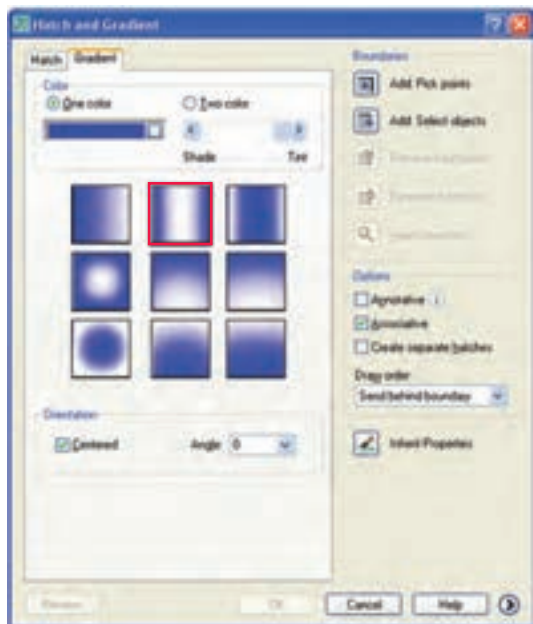 Hatch and Gradient
Hatch Gradient
Color
One color Two color
Shade Tint
Orientation
Centered Angle 0
Boundaries
Add: Pick points
Add: Select objects
Options
Annotative
Associative
Create separate hatches
Draw order
Send behind boundary
Inherit Properties
Preview OK Cancel Help